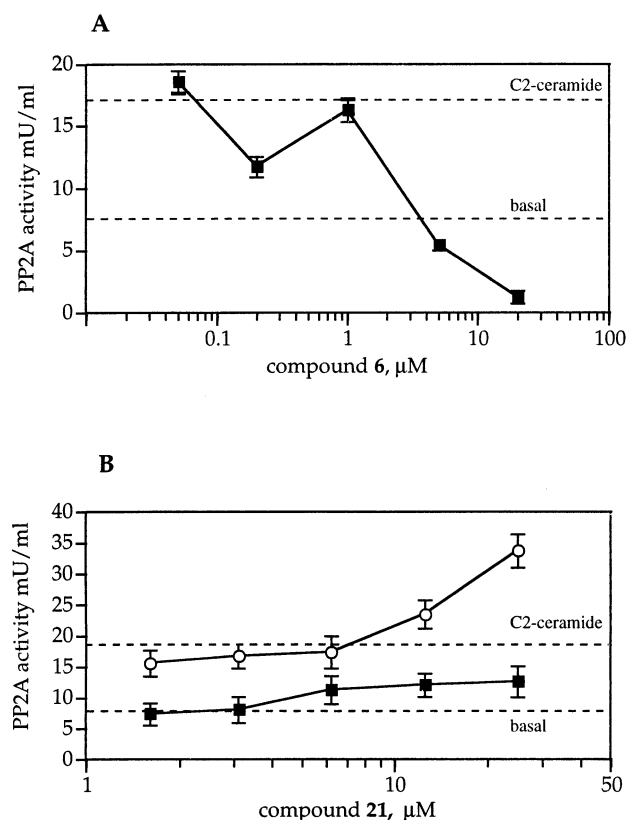 A
PP2A activity mU/ml
20
15
10
5
0
C2-ceramide
basal
0.1 1 10 100
compound 6, μM
B
PP2A activity mU/ml
40
35
30
25
20
15
10
5
0
C2-ceramide
basal
1 10 50
compound 21, μM